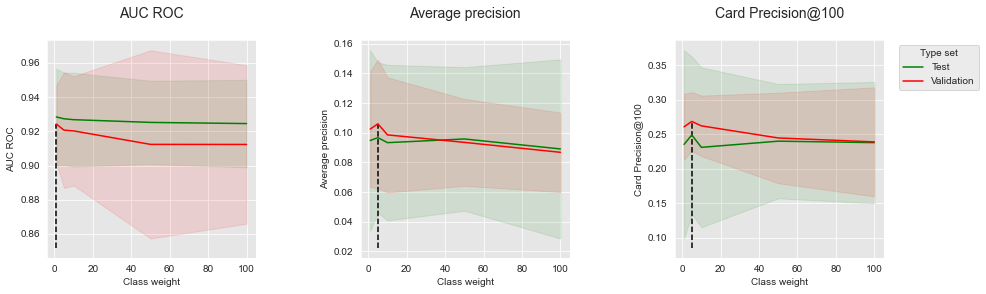 AUC ROC
Average precision
Card Precision@100
AUC ROC
0.96
0.94
0.92
0.90
0.88
0.86
0 20 40 60 80 100
Class weight
Average precision
0.16
0.14
0.12
0.10
0.08
0.06
0.04
0.02
0 20 40 60 80 100
Class weight
Card Precision@100
0.35
0.30
0.25
0.20
0.15
0.10
0 20 40 60 80 100
Class weight
Type set
Test
Validation